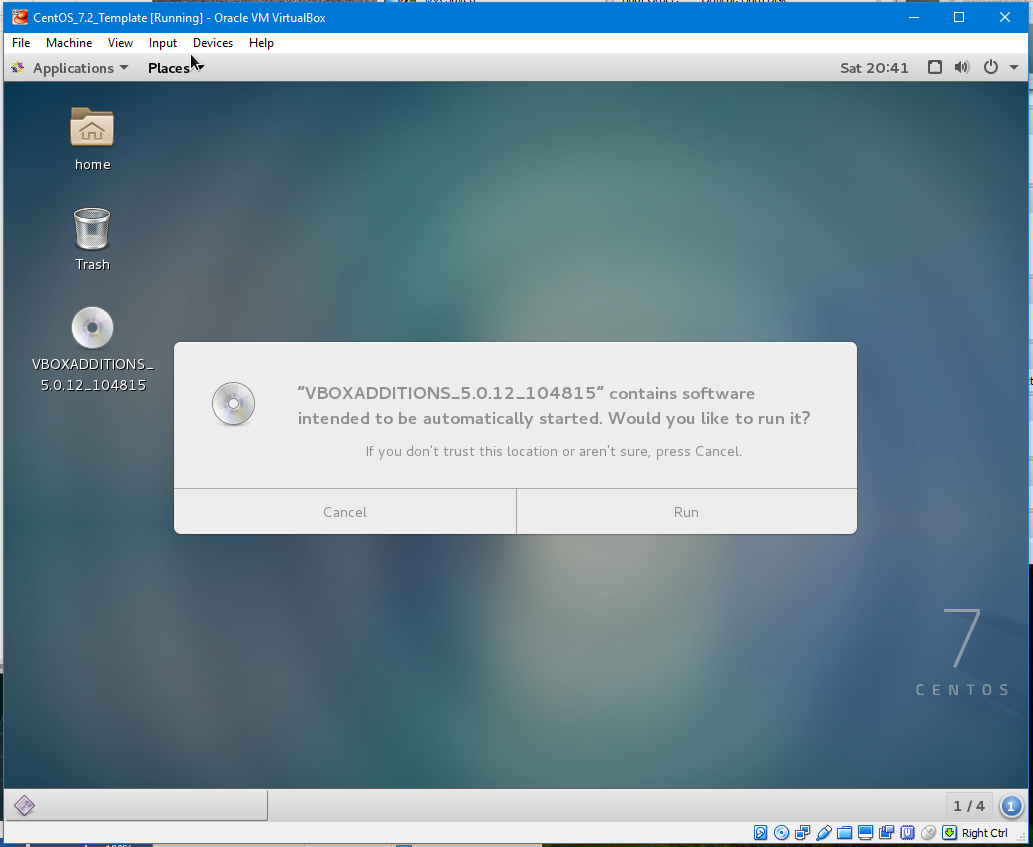 CentOS_7.2_Template [Running] - Oracle VM VirtualBox
File Machine View Input Devices Help
Applications Places Sat 20:41
home
Trash
VBOXADDITIONS_
5.0.12_104815
“VBOXADDITIONS_5.0.12_104815” contains software
intended to be automatically started. Would you like to run it?
If you don't trust this location or aren't sure, press Cancel.
Cancel Run
7
CENTOS
1 / 4 1
Right Ctrl
100%